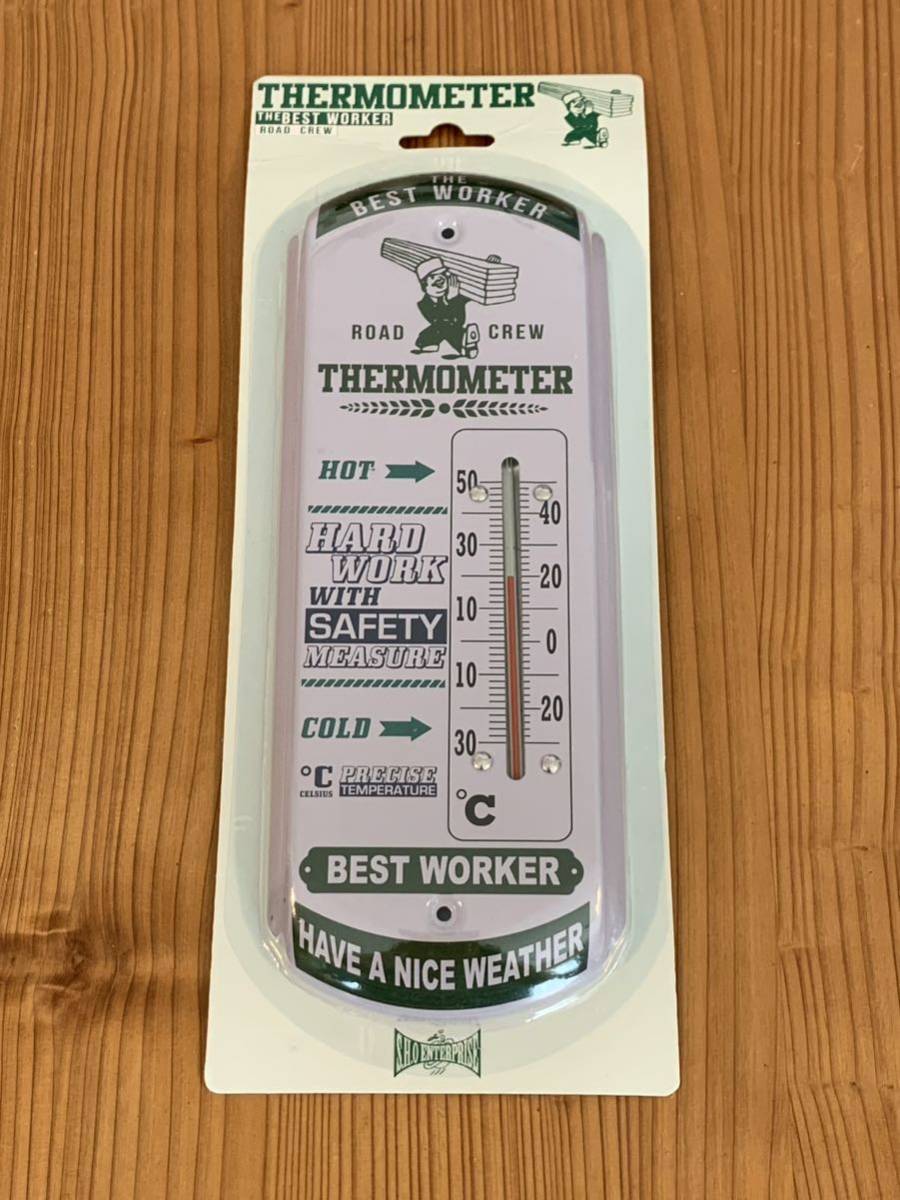 THERMOMETER
THE BEST WORKER
ROAD CREW
THE
BEST WORKER
ROAD CREW
THERMOMETER
HOT
HARD
WORK
WITH
SAFETY
MEASURE
COLD
°C
CELSIUS
PRECISE
TEMPERATURE
50
40
30
20
10
0
10
20
30
°C
BEST WORKER
HAVE A NICE WEATHER
S.H.O ENTERPRISE